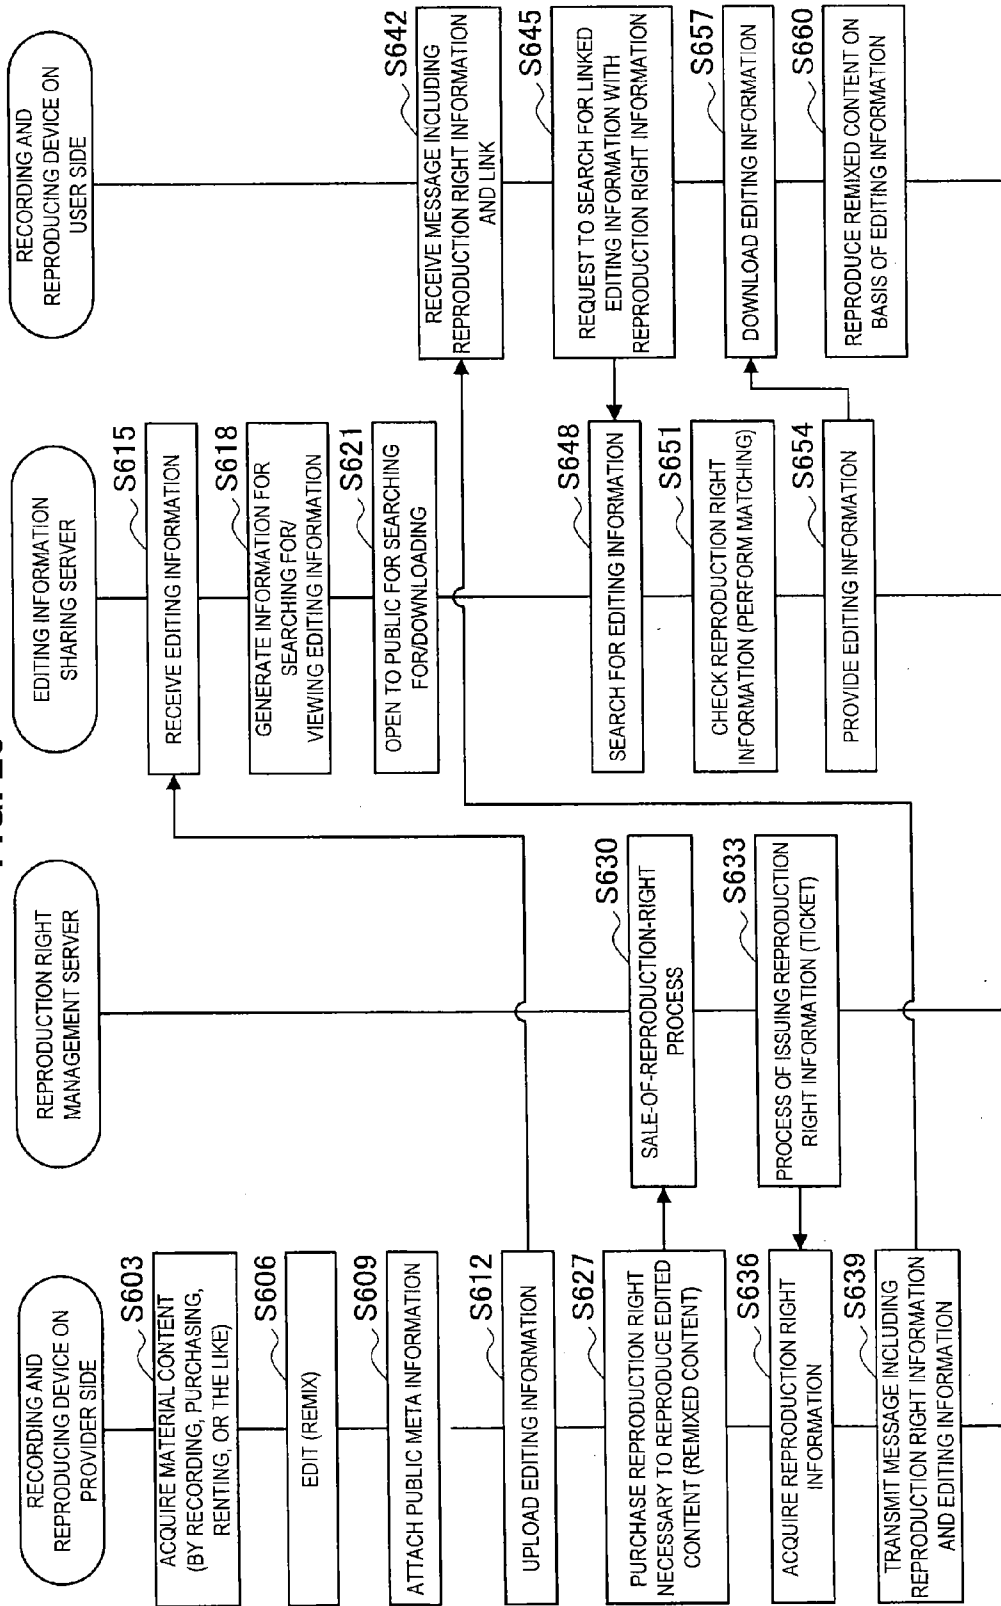 RECORDING AND
REPRODUCING DEVICE ON
PROVIDER SIDE
S603
ACQUIRE MATERIAL CONTENT
(BY RECORDING, PURCHASING,
RENTING, OR THE LIKE)
S606
EDIT (REMIX)
S609
ATTACH PUBLIC META INFORMATION
S612
UPLOAD EDITING INFORMATION
S627
PURCHASE REPRODUCTION RIGHT
NECESSARY TO REPRODUCE EDITED
CONTENT (REMIXED CONTENT)
S636
ACQUIRE REPRODUCTION RIGHT
INFORMATION
S639
TRANSMIT MESSAGE INCLUDING
REPRODUCTION RIGHT INFORMATION
AND EDITING INFORMATION
REPRODUCTION RIGHT
MANAGEMENT SERVER
S630
SALE-OF-REPRODUCTION-RIGHT
PROCESS
S633
PROCESS OF ISSUING REPRODUCTION
RIGHT INFORMATION (TICKET)
EDITING INFORMATION
SHARING SERVER
S615
RECEIVE EDITING INFORMATION
S618
GENERATE INFORMATION FOR
SEARCHING FOR/
VIEWING EDITING INFORMATION
S621
OPEN TO PUBLIC FOR SEARCHING
FOR/DOWNLOADING
S648
SEARCH FOR EDITING INFORMATION
S651
CHECK REPRODUCTION RIGHT
INFORMATION (PERFORM MATCHING)
S654
PROVIDE EDITING INFORMATION
RECORDING AND
REPRODUCING DEVICE ON
USER SIDE
S642
RECEIVE MESSAGE INCLUDING
REPRODUCTION RIGHT INFORMATION
AND LINK
S645
REQUEST TO SEARCH FOR LINKED
EDITING INFORMATION WITH
REPRODUCTION RIGHT INFORMATION
S657
DOWNLOAD EDITING INFORMATION
S660
REPRODUCE REMIXED CONTENT ON
BASIS OF EDITING INFORMATION